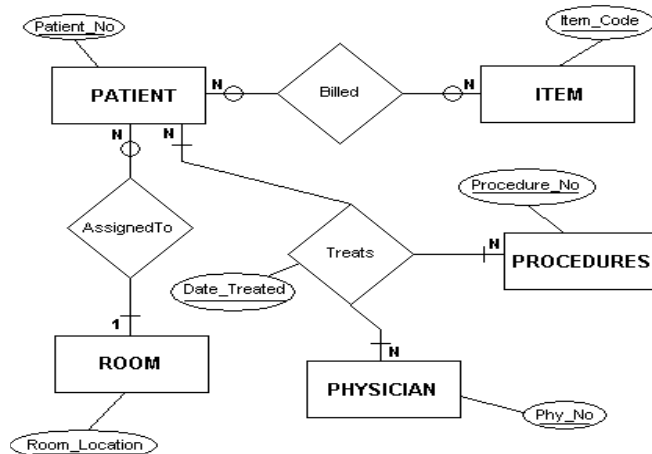 Patient_No
Item_Code
PATIENT
N
Billed
N
ITEM
N
N
Procedure_No
AssignedTo
Treats
N
PROCEDURES
Date_Treated
1
N
ROOM
PHYSICIAN
Phy_No
Room_Location